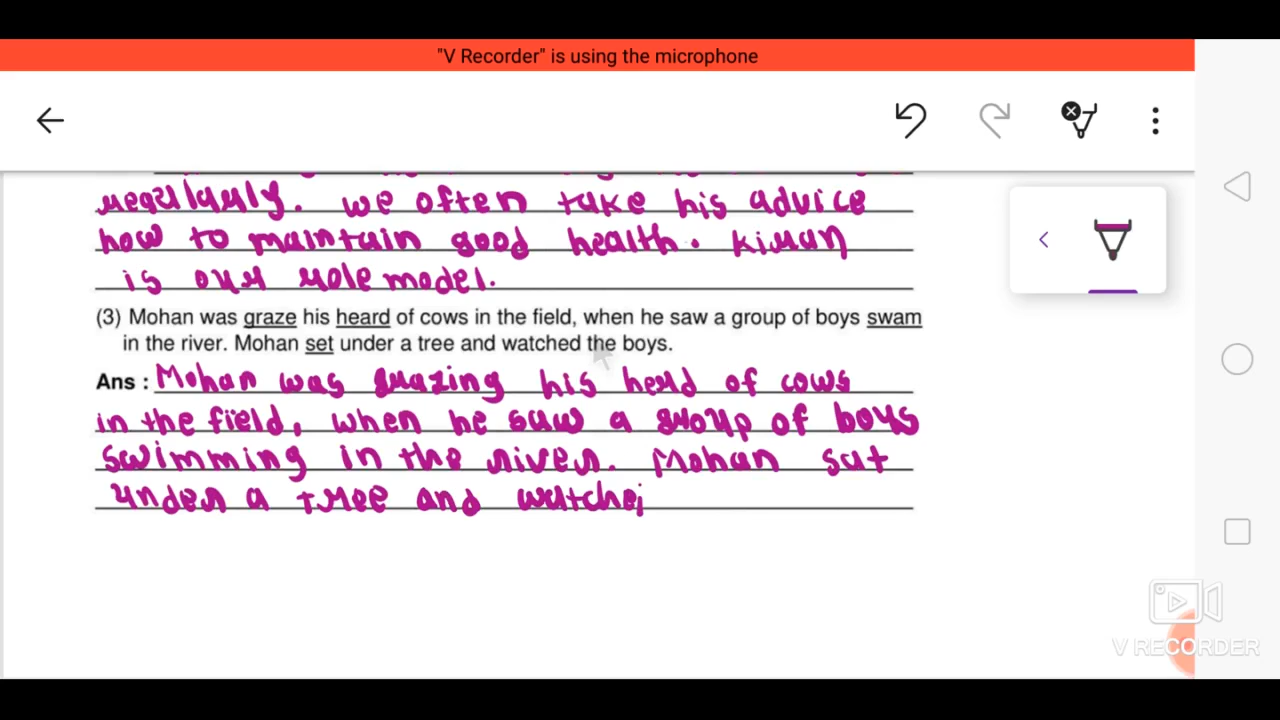 "V Recorder" is using the microphone
regularly. we often take his advice
how to maintain good health. Kiran
is our role model.
(3) Mohan was graze his heard of cows in the field, when he saw a group of boys swam
in the river. Mohan set under a tree and watched the boys.
Ans : Mohan was grazing his herd of cows
in the field, when he saw a group of boys
swimming in the river. Mohan sat
under a tree and watche
V RECORDER